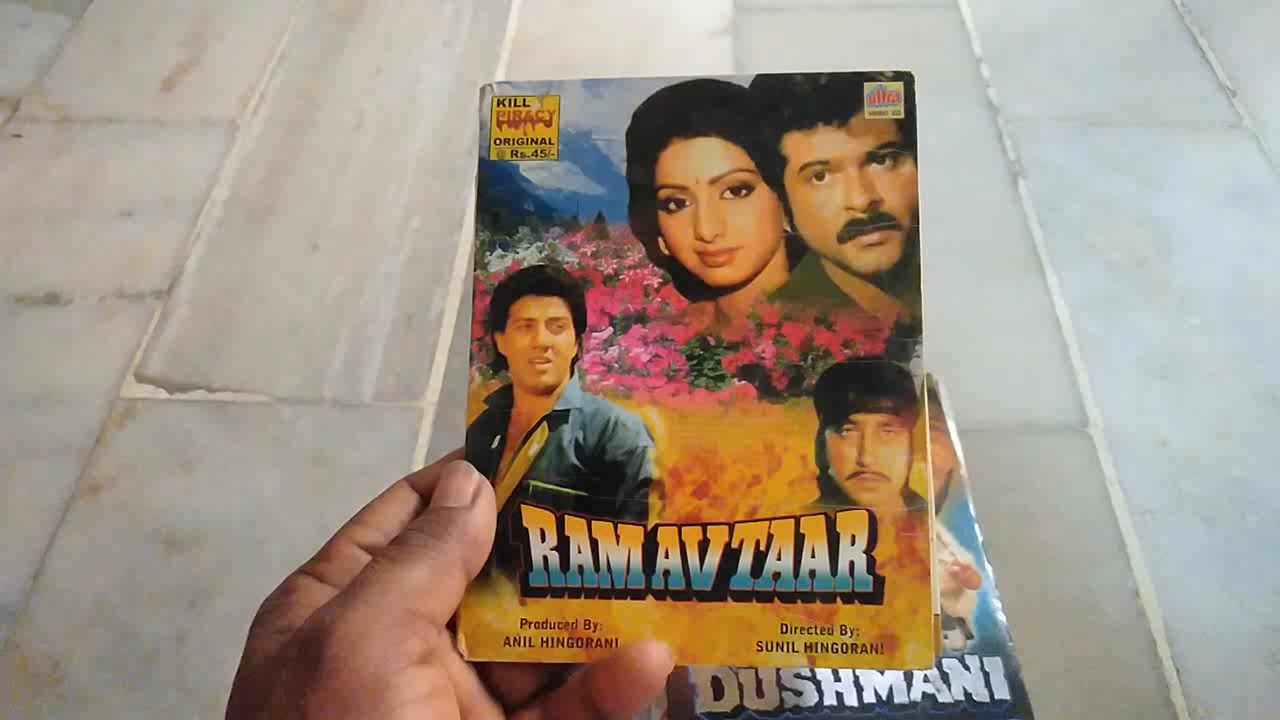 KILL
PIRACY
ORIGINAL
@ Rs.45/-
ultra
RAM AVTAAR
Produced By:
ANIL HINGORANI
Directed By:
SUNIL HINGORANI
DUSHMANI